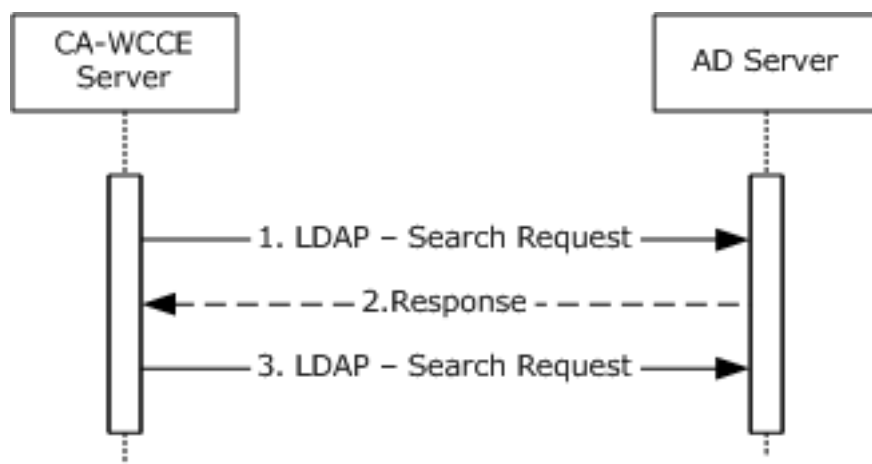 CA-WCCE
Server
AD Server
1. LDAP – Search Request
2.Response
3. LDAP – Search Request